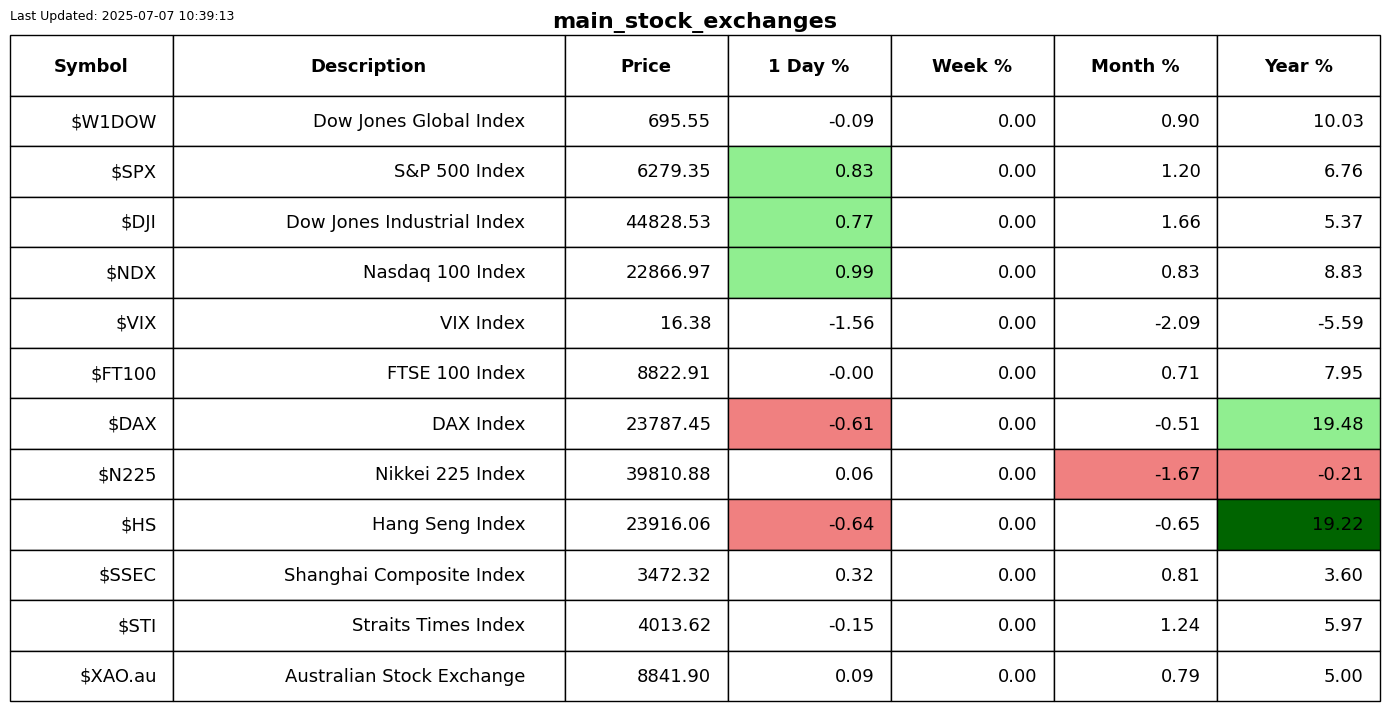 Last Updated: 2025-07-07 10:39:13
main_stock_exchanges
Symbol Description Price 1 Day % Week % Month % Year %
$W1DOW Dow Jones Global Index 695.55 -0.09 0.00 0.90 10.03
$SPX S&P 500 Index 6279.35 0.83 0.00 1.20 6.76
$DJI Dow Jones Industrial Index 44828.53 0.77 0.00 1.66 5.37
$NDX Nasdaq 100 Index 22866.97 0.99 0.00 0.83 8.83
$VIX VIX Index 16.38 -1.56 0.00 -2.09 -5.59
$FT100 FTSE 100 Index 8822.91 -0.00 0.00 0.71 7.95
$DAX DAX Index 23787.45 -0.61 0.00 -0.51 19.48
$N225 Nikkei 225 Index 39810.88 0.06 0.00 -1.67 -0.21
$HS Hang Seng Index 23916.06 -0.64 0.00 -0.65 19.22
$SSEC Shanghai Composite Index 3472.32 0.32 0.00 0.81 3.60
$STI Straits Times Index 4013.62 -0.15 0.00 1.24 5.97
$XAO.au Australian Stock Exchange 8841.90 0.09 0.00 0.79 5.00